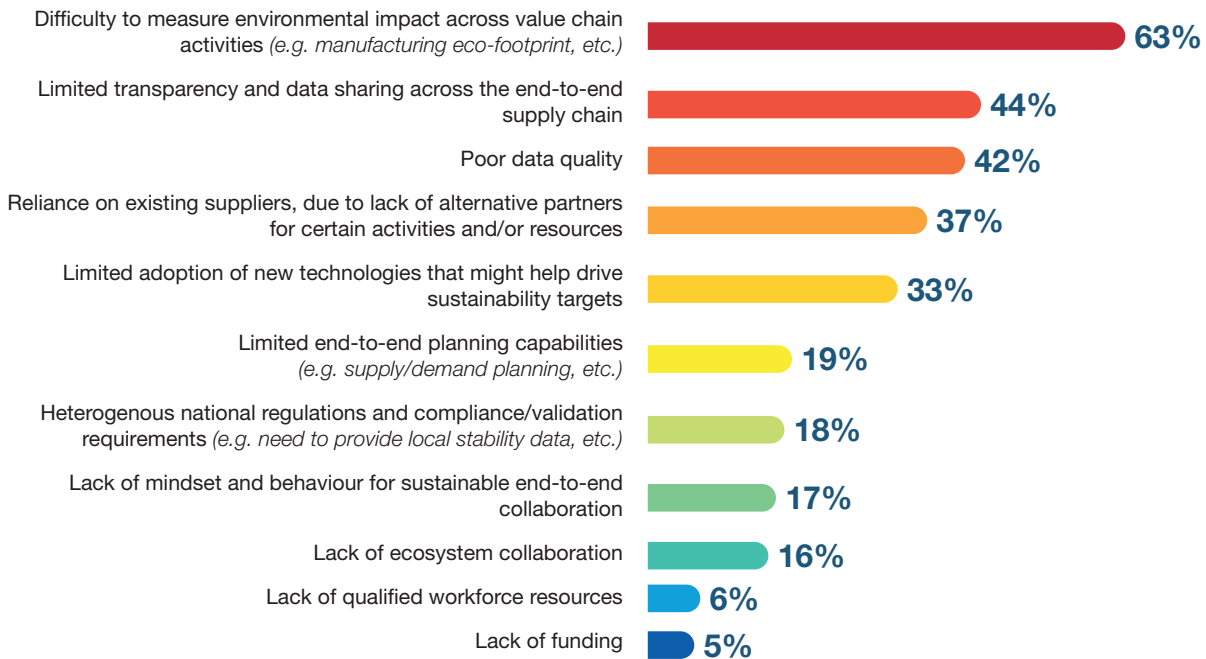 Difficulty to measure environmental impact across value chain
activities (e.g. manufacturing eco-footprint, etc.)
63%
Limited transparency and data sharing across the end-to-end
supply chain
44%
Poor data quality
42%
Reliance on existing suppliers, due to lack of alternative partners
for certain activities and/or resources
37%
Limited adoption of new technologies that might help drive
sustainability targets
33%
Limited end-to-end planning capabilities
(e.g. supply/demand planning, etc.)
19%
Heterogenous national regulations and compliance/validation
requirements (e.g. need to provide local stability data, etc.)
18%
Lack of mindset and behaviour for sustainable end-to-end
collaboration
17%
Lack of ecosystem collaboration
16%
Lack of qualified workforce resources
6%
Lack of funding
5%